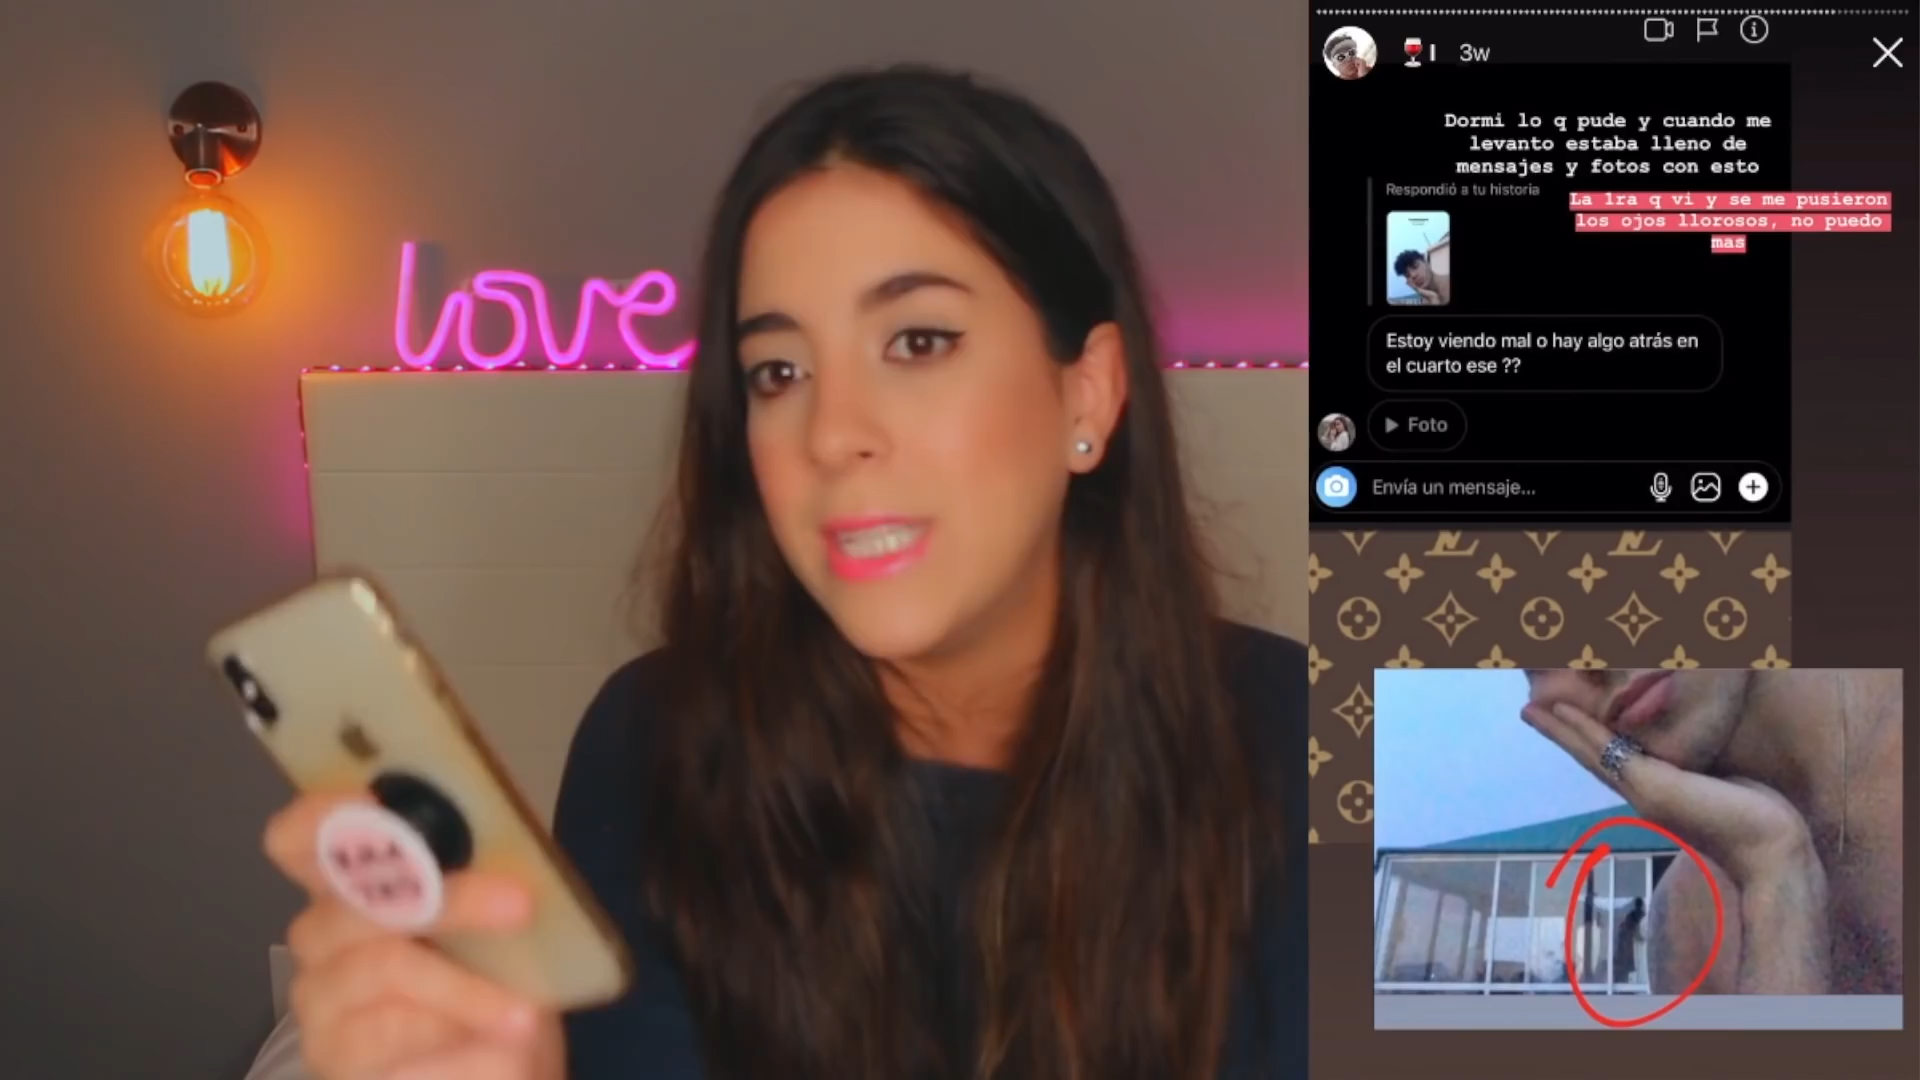 love
3w
Dormi lo q pude y cuando me
levanto estaba lleno de
mensajes y fotos con esto
Respondió a tu historia
La 1ra q vi y se me pusieron
los ojos llorosos, no puedo
mas
Estoy viendo mal o hay algo atrás en
el cuarto ese ??
Foto
Envía un mensaje...